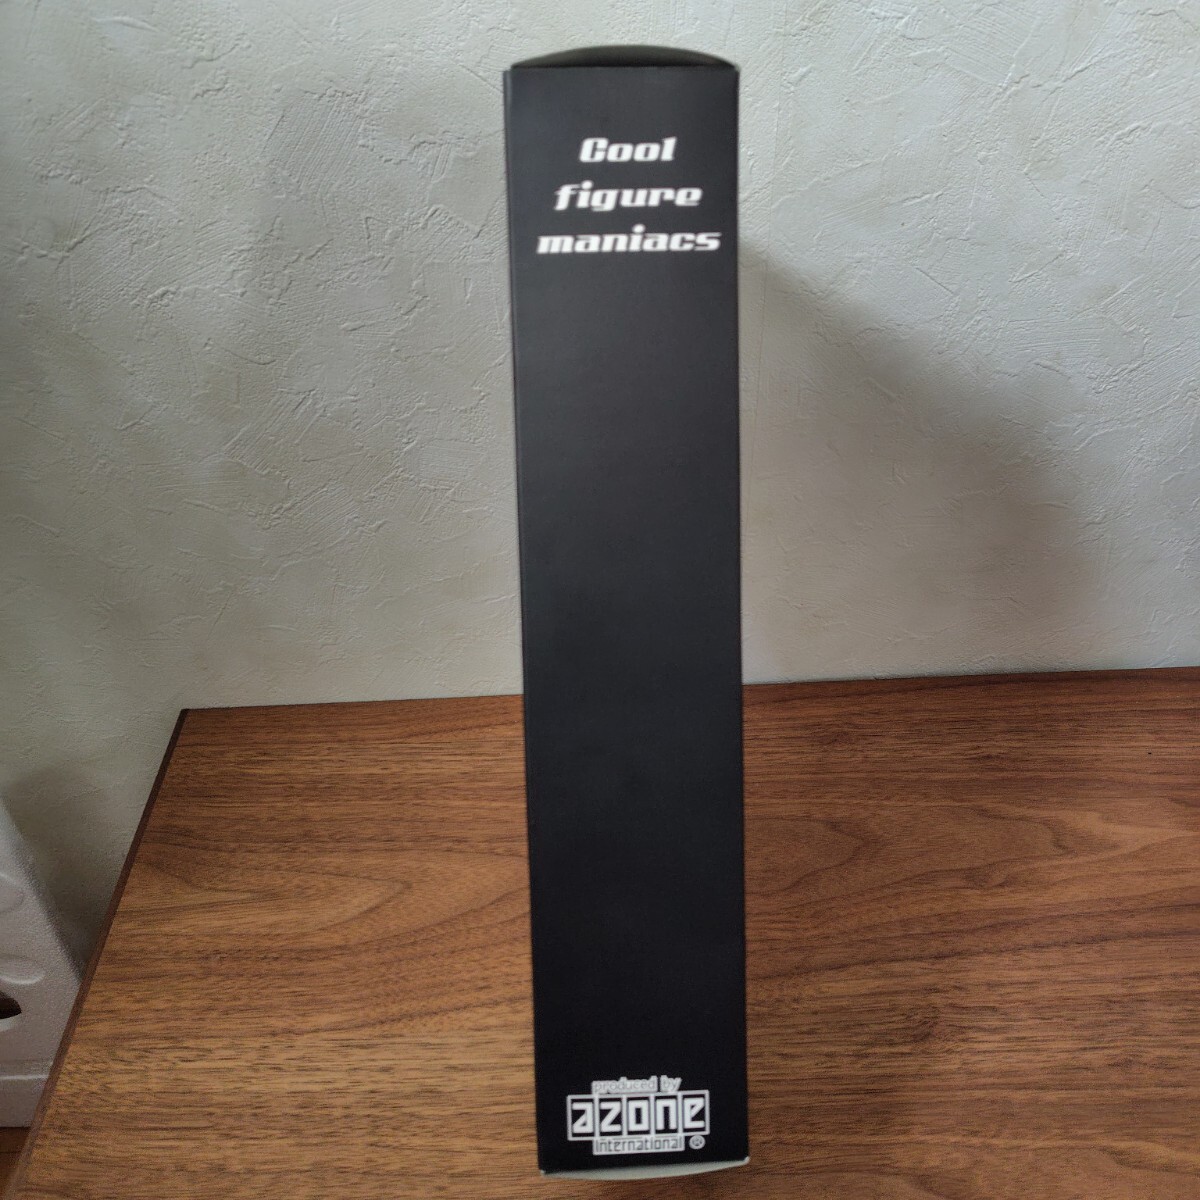 Cool
figure
maniacs
produced by
azone
international ®